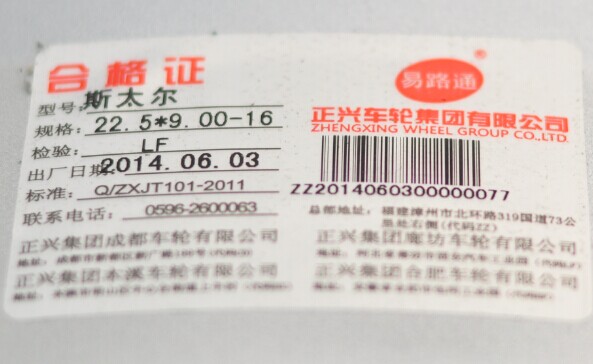 合格证
型号: 斯太尔
规格: 22.5*9.00-16
检验: LF
出厂日期: 2014.06.03
标准: Q/ZXJT101-2011
联系电话: 0596-2600063
易路通
®
正兴车轮集团有限公司
ZHENGXING WHEEL GROUP CO.,LTD.
ZZ2014060300000077
总部地址: 福建漳州市北环路319国道73公
里处右侧(代码ZZ)
正兴集团成都车轮有限公司
正兴集团廊坊车轮有限公司
正兴集团本溪车轮有限公司
正兴集团合肥车轮有限公司